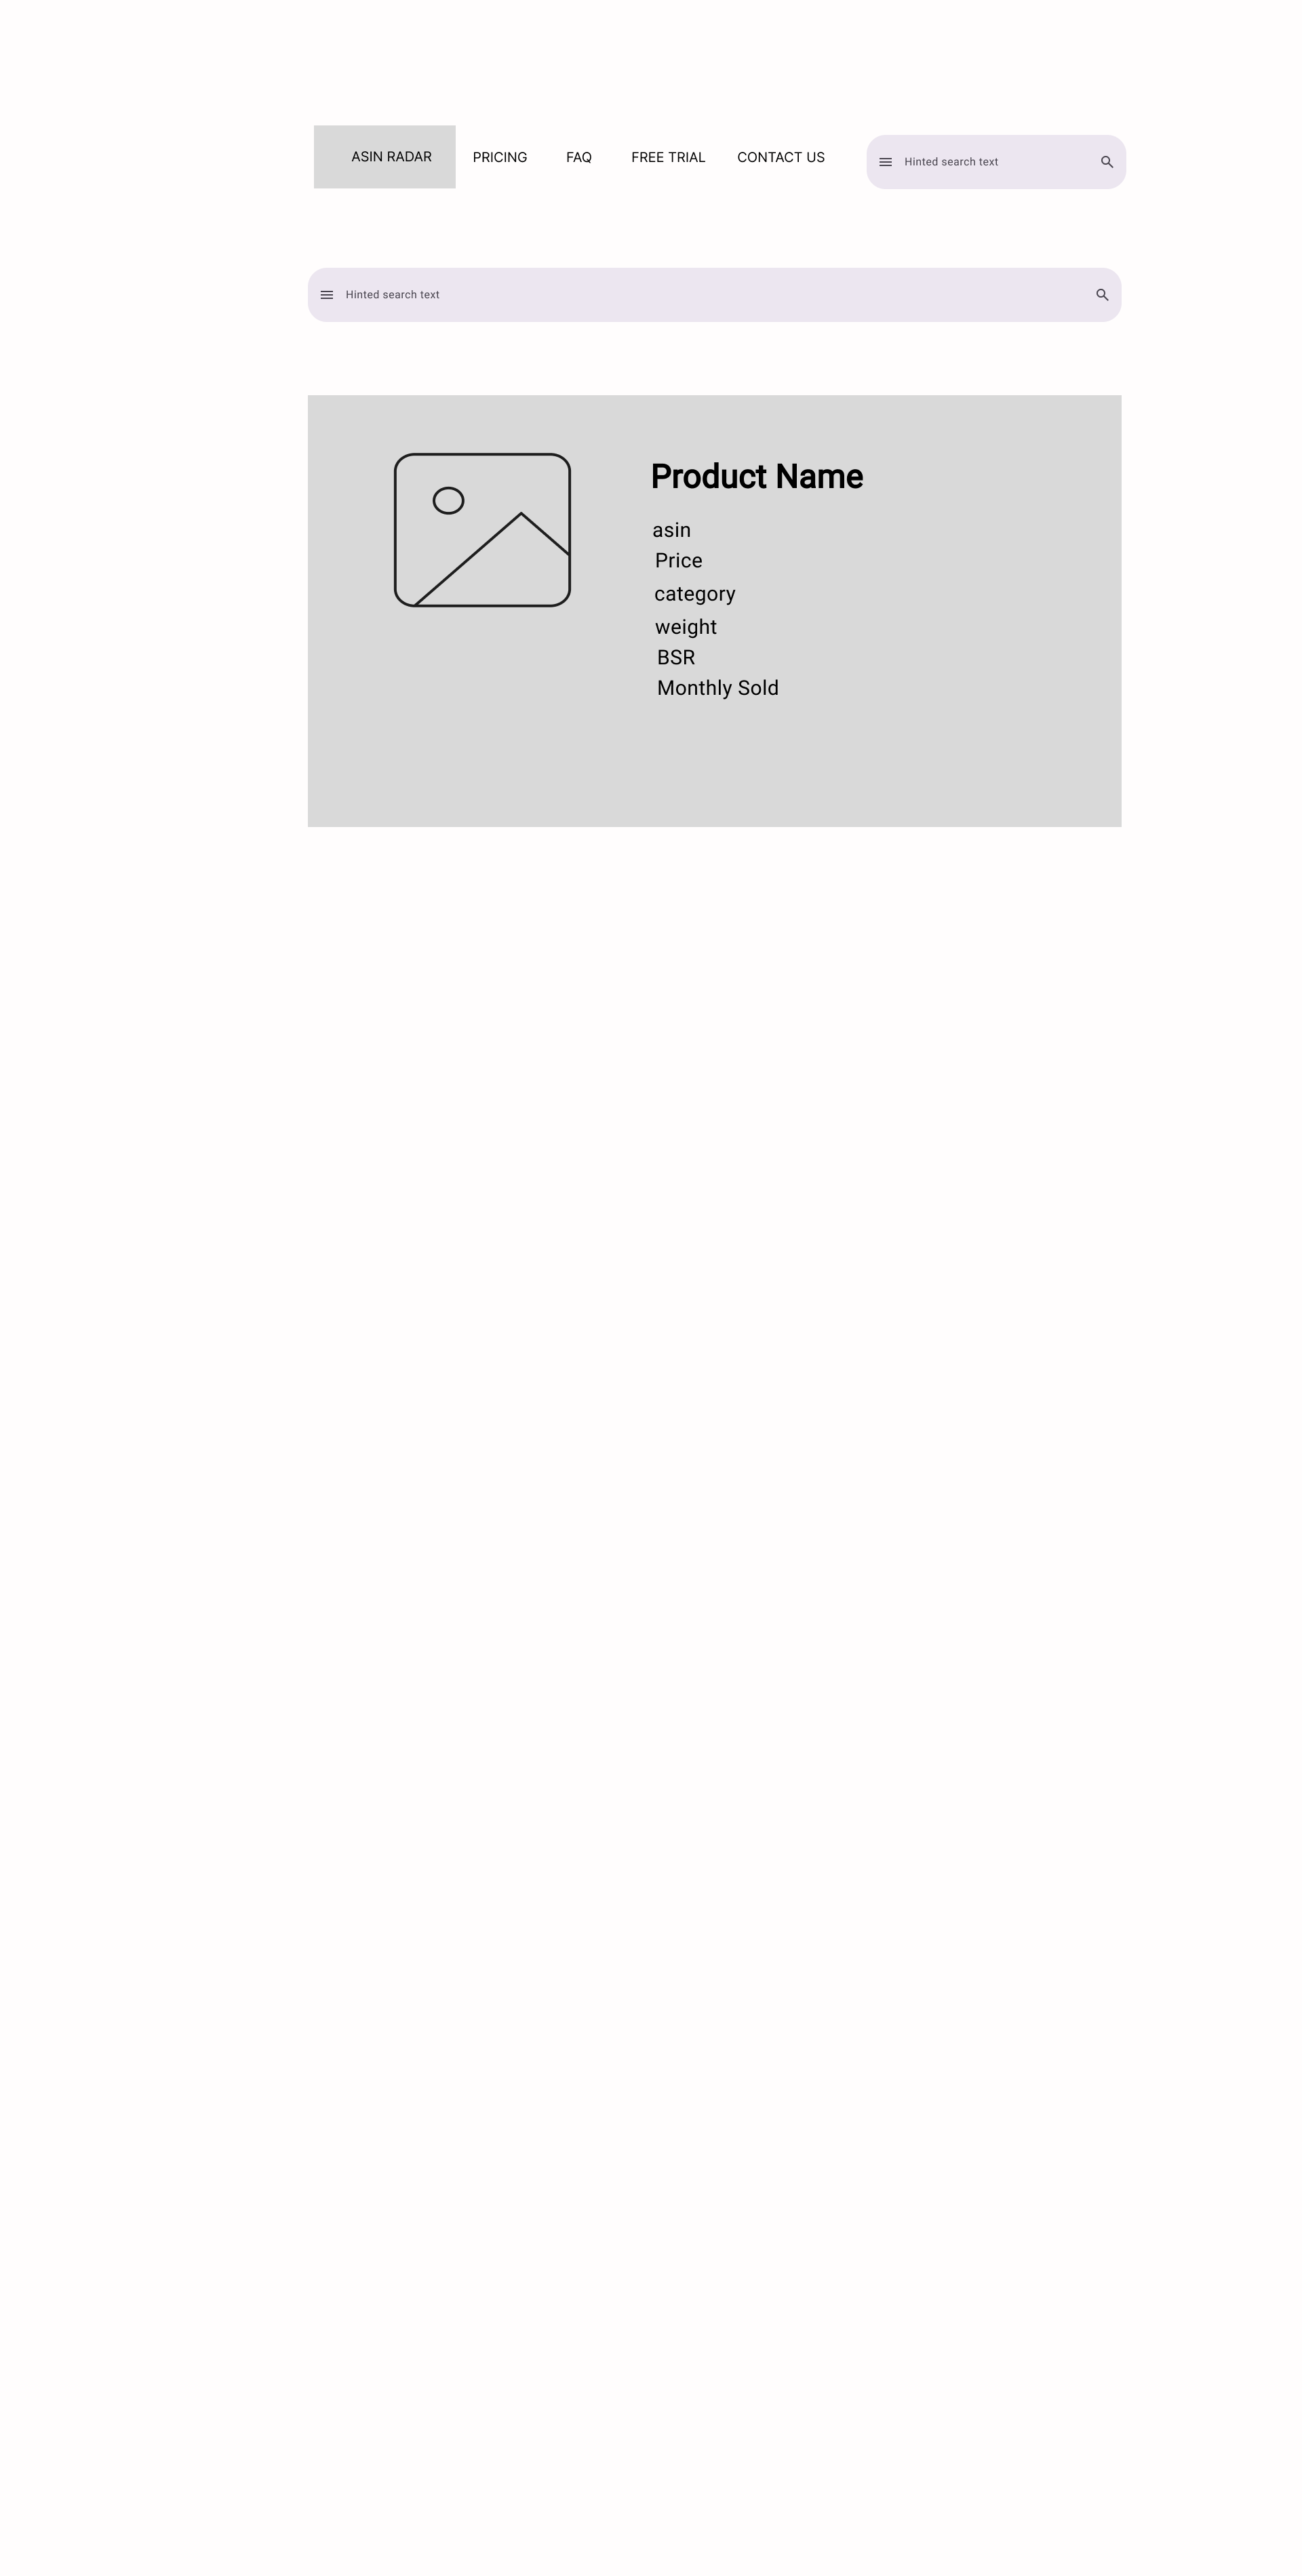 ASIN RADAR PRICING FAQ FREE TRIAL CONTACT US Hinted search text
Hinted search text
Product Name
asin
Price
category
weight
BSR
Monthly Sold